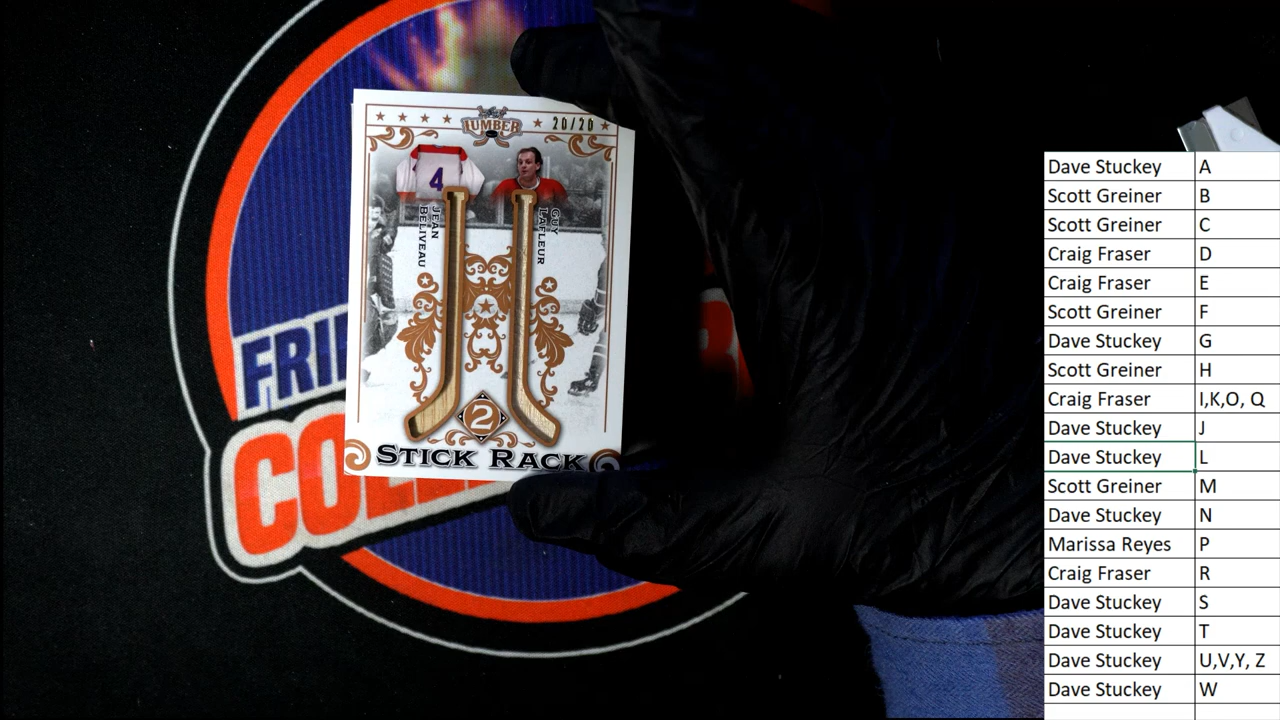 LUMBER
20/20
4
JEAN BELIVEAU
GUY LAFLEUR
2
STICK RACK
FRI
COLL
Dave Stuckey A
Scott Greiner B
Scott Greiner C
Craig Fraser D
Craig Fraser E
Scott Greiner F
Dave Stuckey G
Scott Greiner H
Craig Fraser I,K,O, Q
Dave Stuckey J
Dave Stuckey L
Scott Greiner M
Dave Stuckey N
Marissa Reyes P
Craig Fraser R
Dave Stuckey S
Dave Stuckey T
Dave Stuckey U,V,Y, Z
Dave Stuckey W